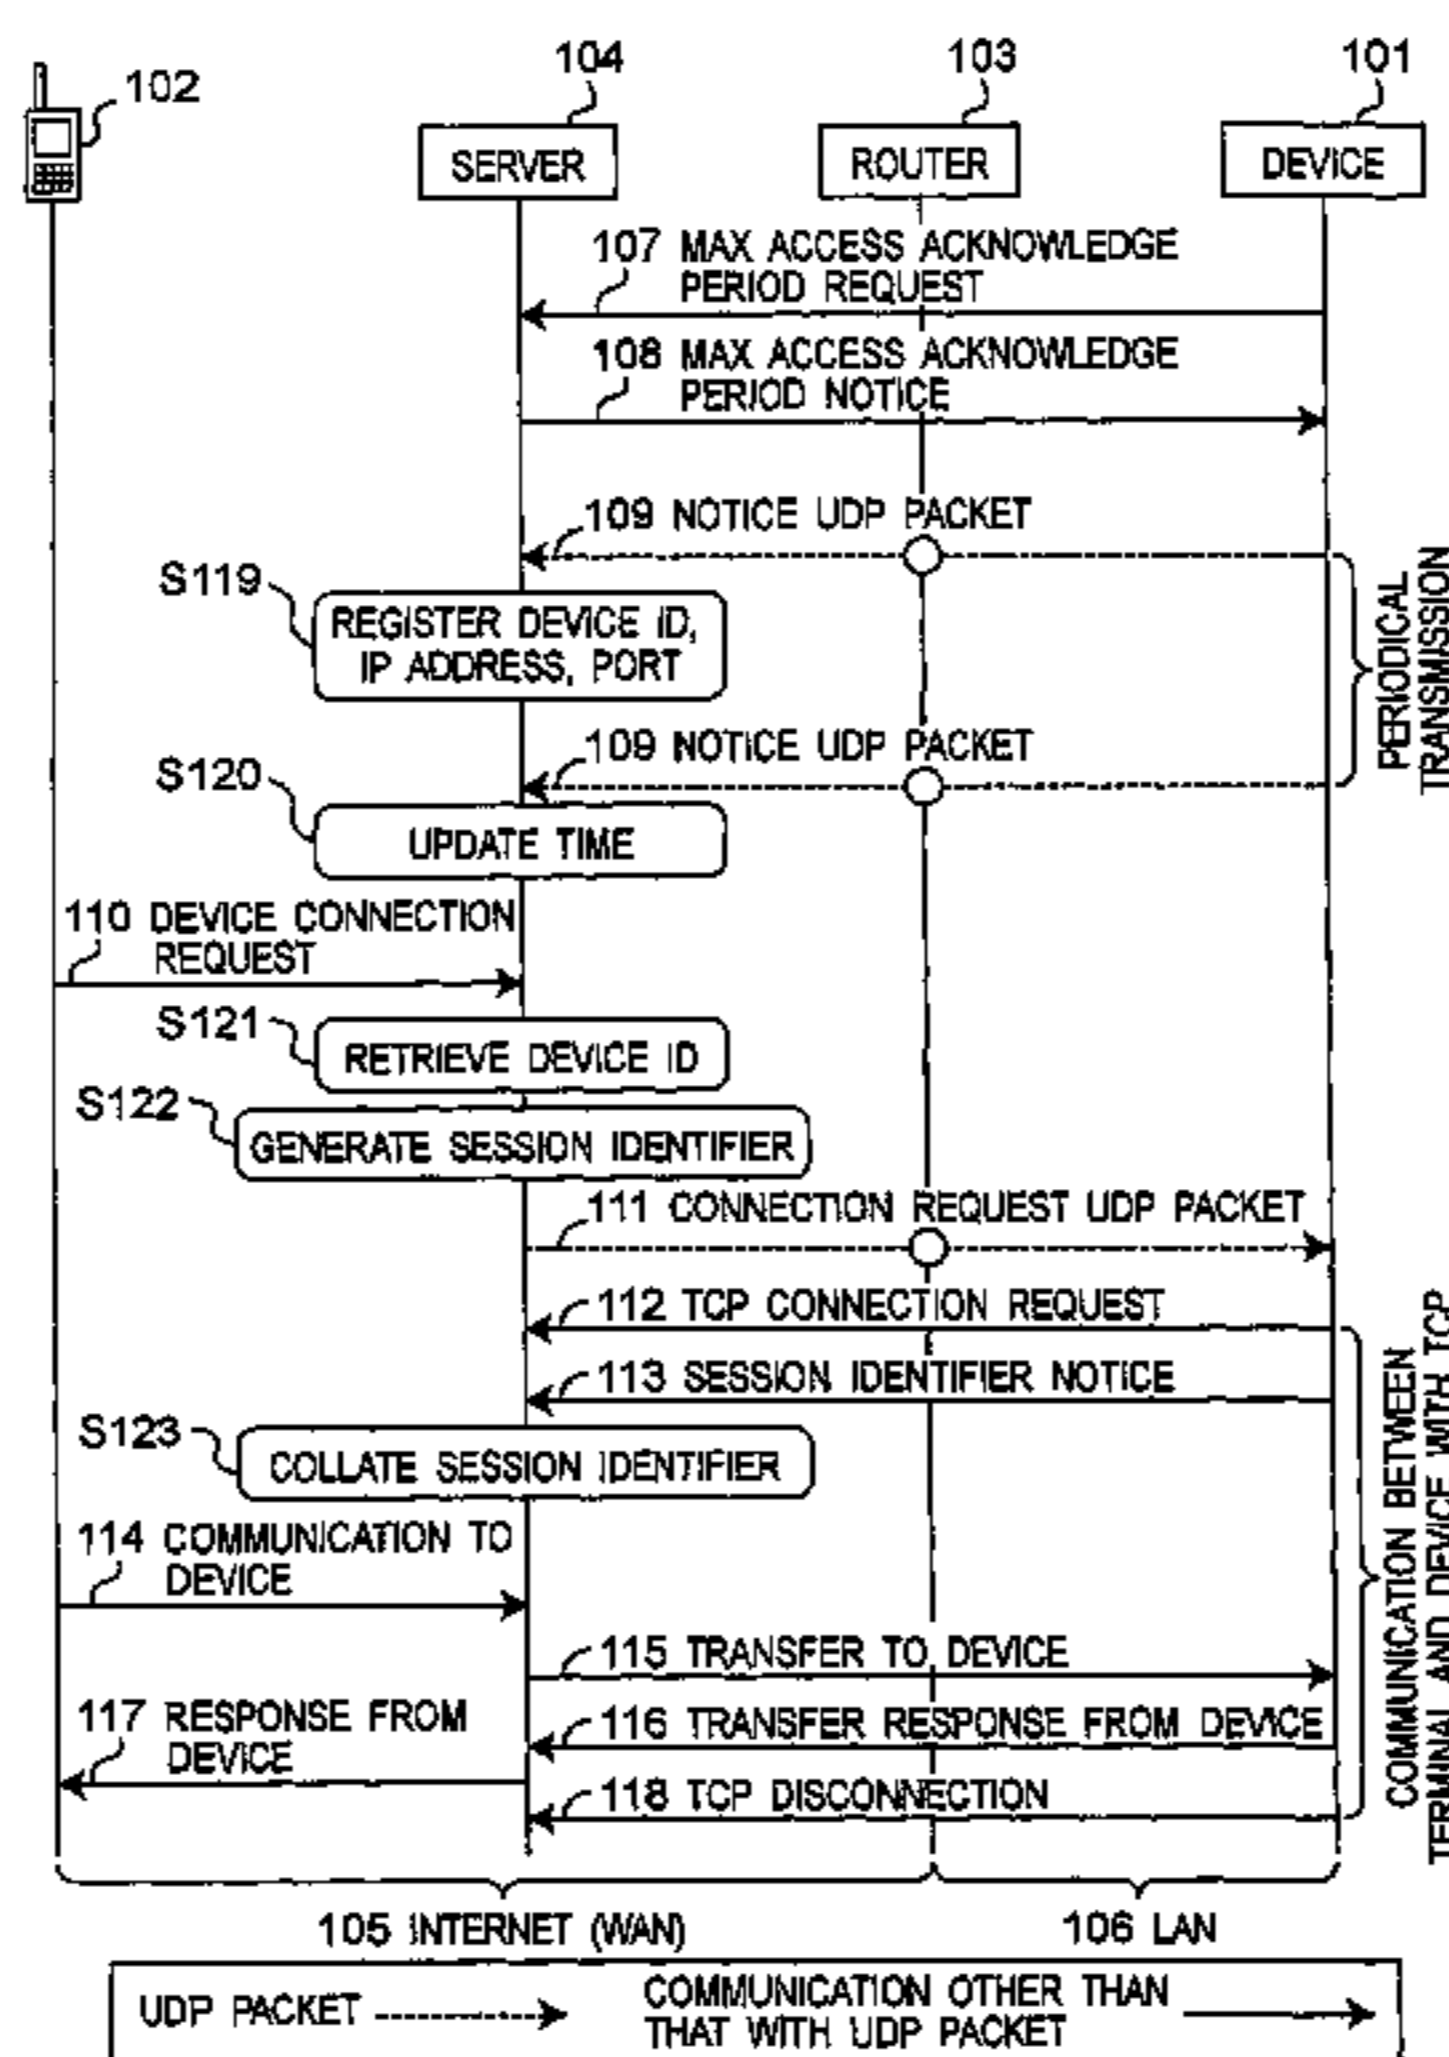 102
104
103
101
SERVER
ROUTER
DEVICE
107 MAX ACCESS ACKNOWLEDGE
PERIOD REQUEST
108 MAX ACCESS ACKNOWLEDGE
PERIOD NOTICE
109 NOTICE UDP PACKET
S119
REGISTER DEVICE ID,
IP ADDRESS, PORT
PERIODICAL
TRANSMISSION
109 NOTICE UDP PACKET
S120
UPDATE TIME
110 DEVICE CONNECTION
REQUEST
S121
RETRIEVE DEVICE ID
S122
GENERATE SESSION IDENTIFIER
111 CONNECTION REQUEST UDP PACKET
112 TCP CONNECTION REQUEST
113 SESSION IDENTIFIER NOTICE
S123
COLLATE SESSION IDENTIFIER
COMMUNICATION BETWEEN
TERMINAL AND DEVICE WITH TCP
114 COMMUNICATION TO
DEVICE
115 TRANSFER TO DEVICE
117 RESPONSE FROM
DEVICE
116 TRANSFER RESPONSE FROM DEVICE
118 TCP DISCONNECTION
105 INTERNET (WAN)
106 LAN
UDP PACKET
COMMUNICATION OTHER THAN
THAT WITH UDP PACKET